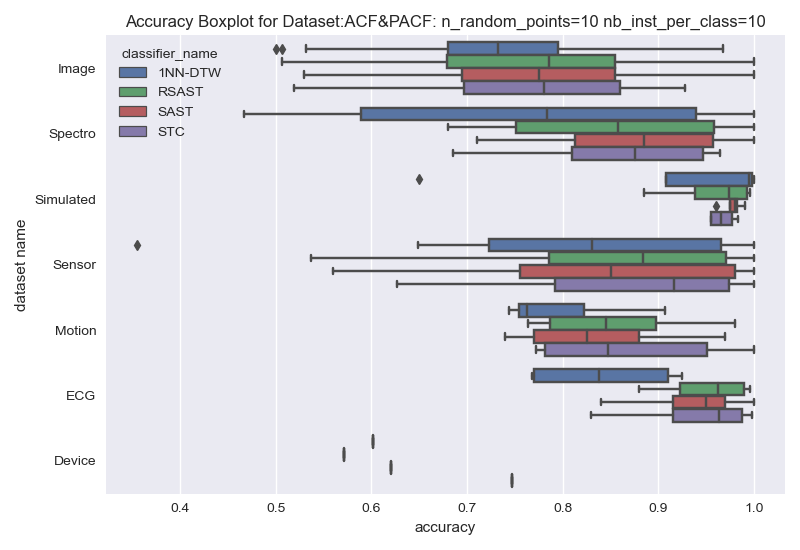 Accuracy Boxplot for Dataset:ACF&PACF: n_random_points=10 nb_inst_per_class=10
classifier_name
1NN-DTW
RSAST
SAST
STC
dataset name
Image
Spectro
Simulated
Sensor
Motion
ECG
Device
0.4 0.5 0.6 0.7 0.8 0.9 1.0
accuracy